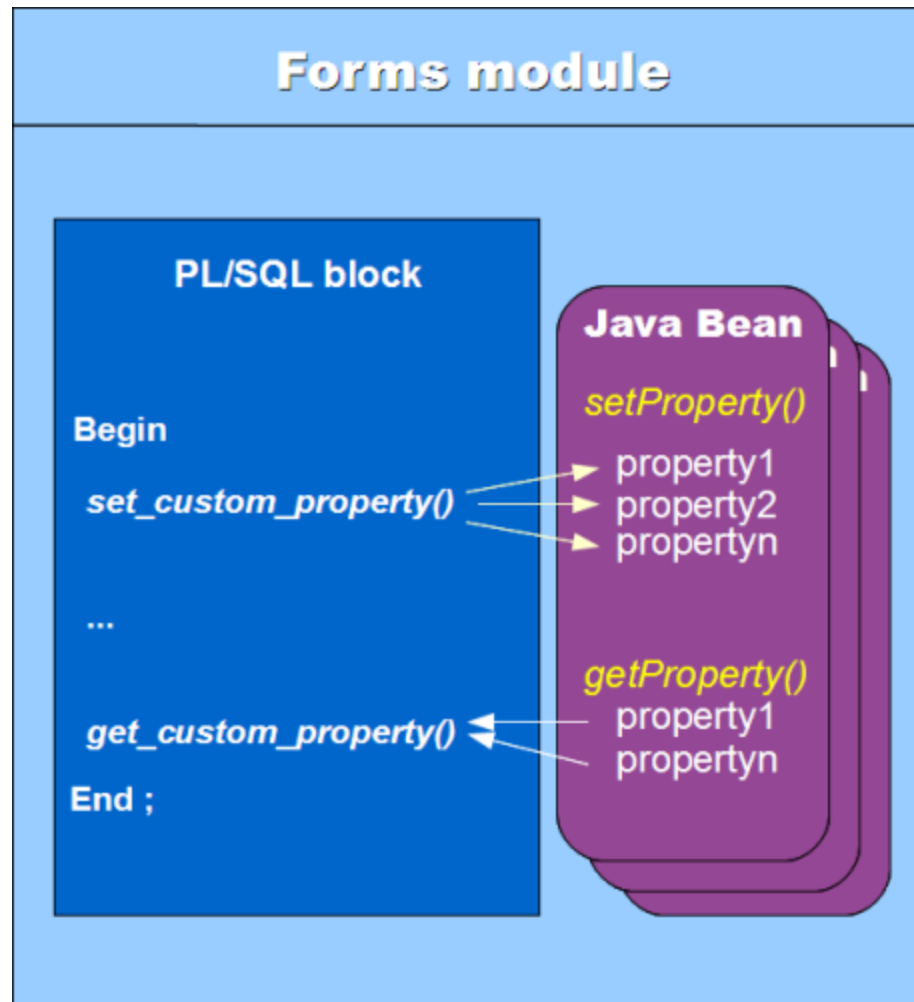 Forms module
PL/SQL block
Begin
set_custom_property()
...
get_custom_property()
End ;
Java Bean
setProperty()
property1
property2
propertyn
getProperty()
property1
propertyn